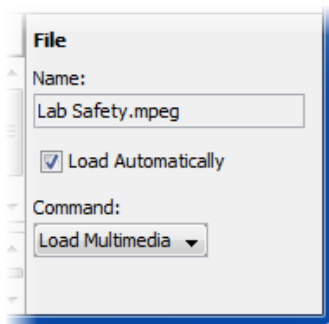 File
Name:
Lab Safety.mpeg
Load Automatically
Command:
Load Multimedia